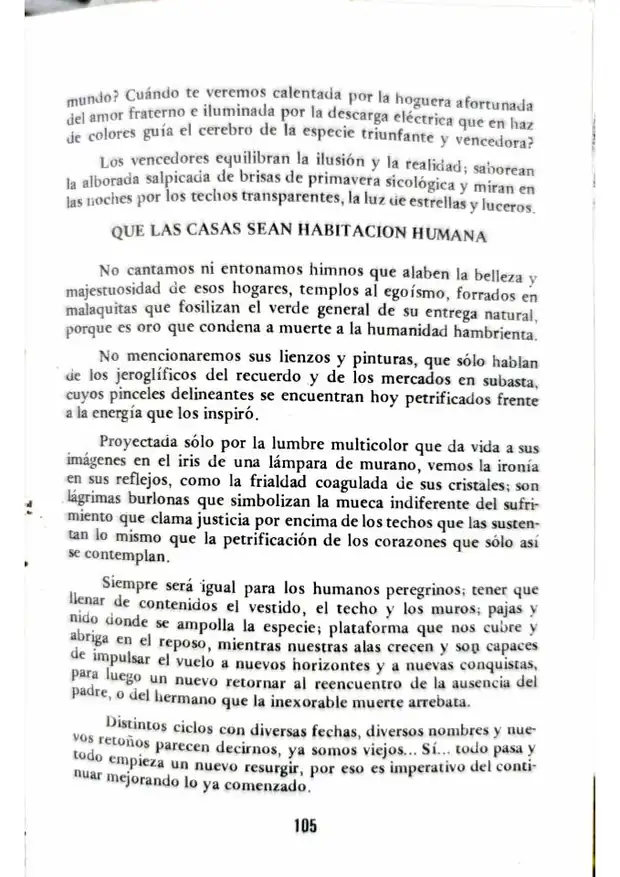 mundo? Cuándo te veremos calentada por la hoguera afortunada
del amor fraterno e iluminada por la descarga eléctrica que en haz
de colores guía el cerebro de la especie triunfante y vencedora?
Los vencedores equilibran la ilusión y la realidad; saborean
la alborada salpicada de brisas de primavera sicológica y miran en
las noches por los techos transparentes, la luz de estrellas y luceros.
QUE LAS CASAS SEAN HABITACION HUMANA
No cantamos ni entonamos himnos que alaben la belleza y
majestuosidad de esos hogares, templos al egoísmo, forrados en
malaquitas que fosilizan el verde general de su entrega natural,
porque es oro que condena a muerte a la humanidad hambrienta.
No mencionaremos sus lienzos y pinturas, que sólo hablan
de los jeroglíficos del recuerdo y de los mercados en subasta,
cuyos pinceles delineantes se encuentran hoy petrificados frente
a la energía que los inspiró.
Proyectada sólo por la lumbre multicolor que da vida a sus
imágenes en el iris de una lámpara de murano, vemos la ironía
en sus reflejos, como la frialdad coagulada de sus cristales; son
lágrimas burlonas que simbolizan la mueca indiferente del sufri-
miento que clama justicia por encima de los techos que las susten-
tan lo mismo que la petrificación de los corazones que sólo así
se contemplan.
Siempre será igual para los humanos peregrinos; tener que
llenar de contenidos el vestido, el techo y los muros; pajas y
nido donde se ampolla la especie; plataforma que nos cubre y
abriga en el reposo, mientras nuestras alas crecen y son capaces
de impulsar el vuelo a nuevos horizontes y a nuevas conquistas,
para luego un nuevo retornar al reencuentro de la ausencia del
padre, o del hermano que la inexorable muerte arrebata.
Distintos ciclos con diversas fechas, diversos nombres y nue-
vos retoños parecen decirnos, ya somos viejos... Sí... todo pasa y
todo empieza un nuevo resurgir, por eso es imperativo del conti-
nuar mejorando lo ya comenzado.
105